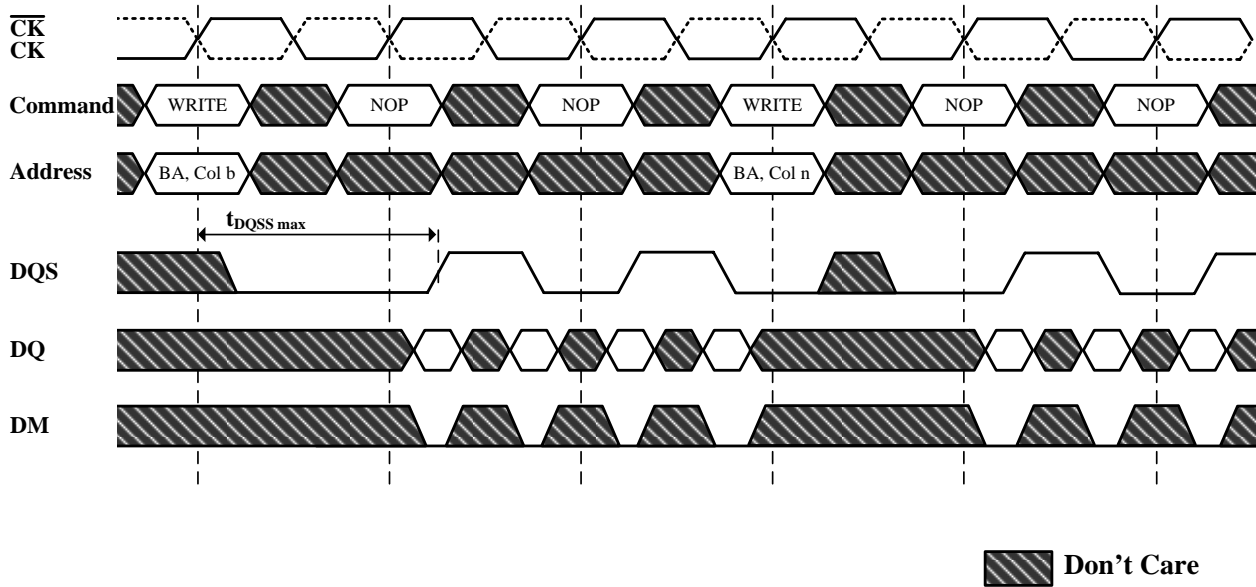 CK
CK
Command WRITE NOP NOP WRITE NOP NOP
Address BA, Col b BA, Col n
tDQSS max
DQS
DQ
DM
Don't Care